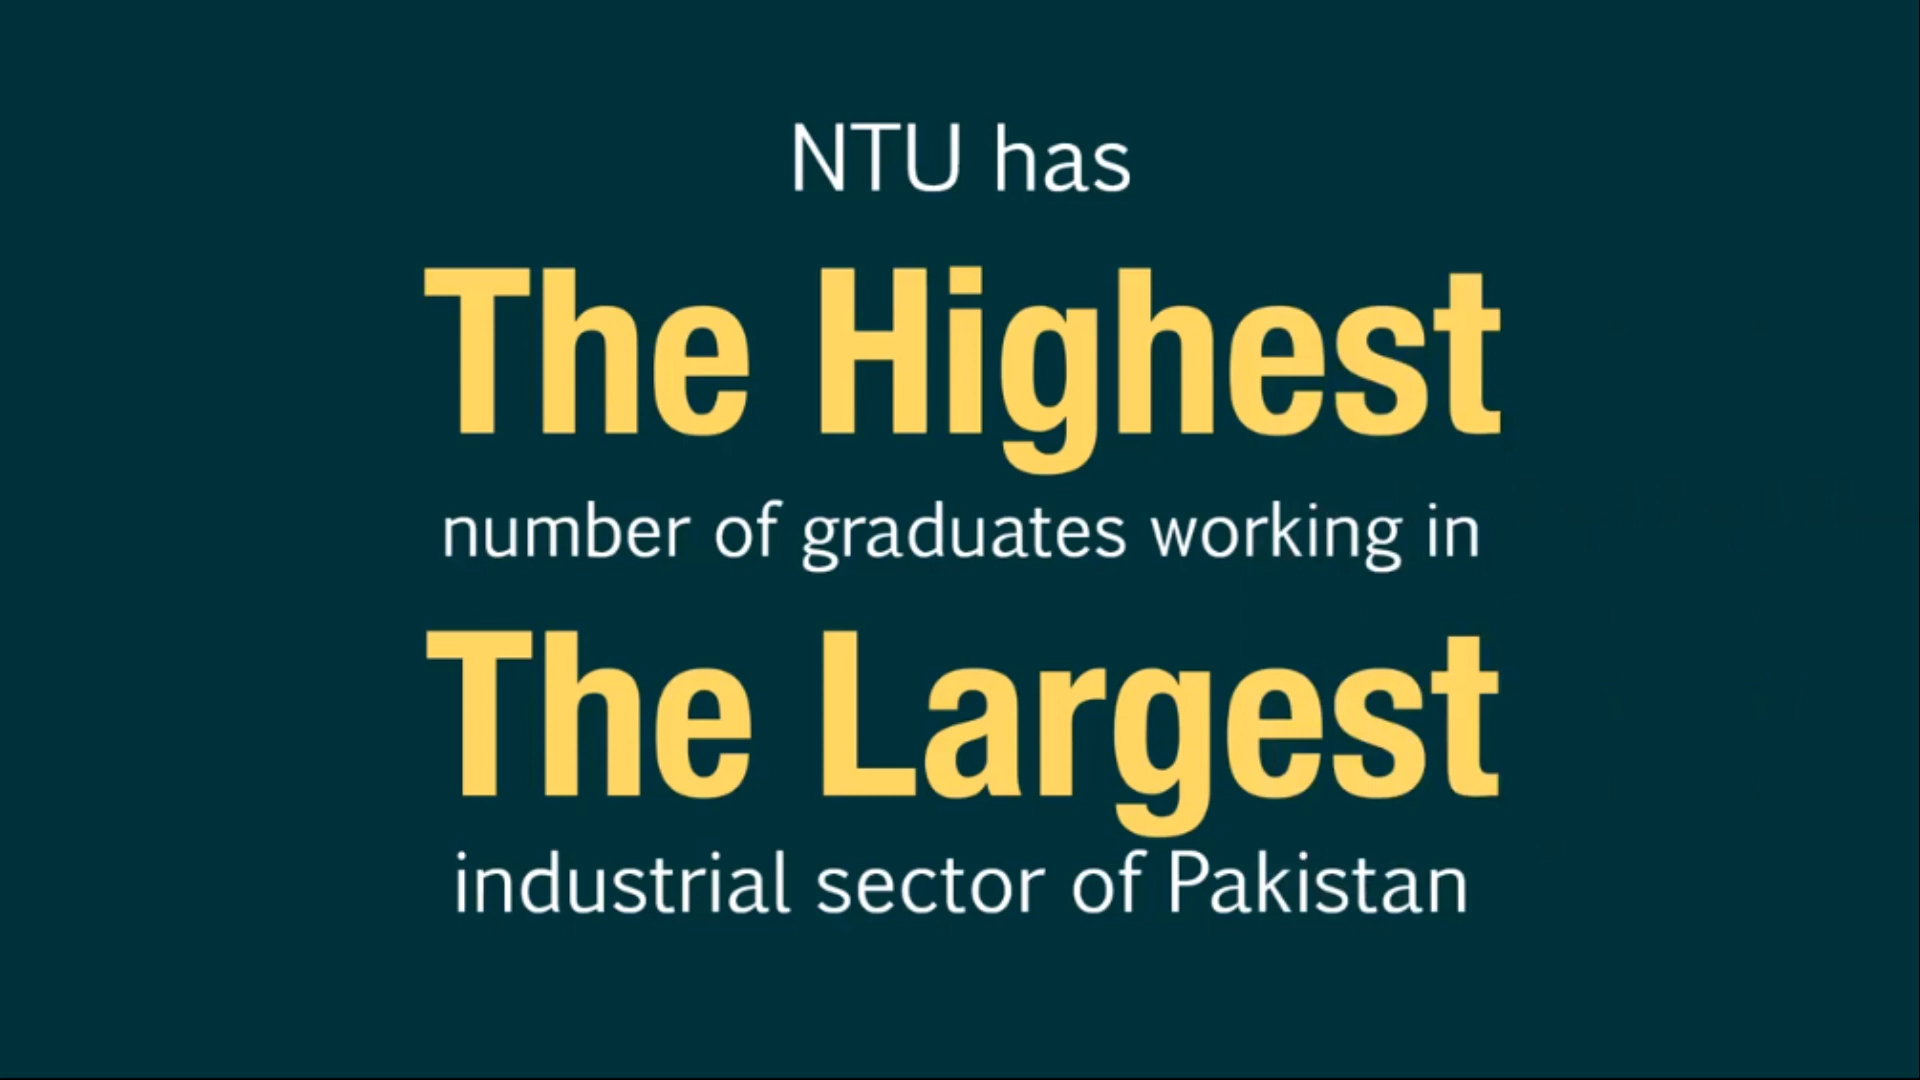 NTU has
The Highest
number of graduates working in
The Largest
industrial sector of Pakistan